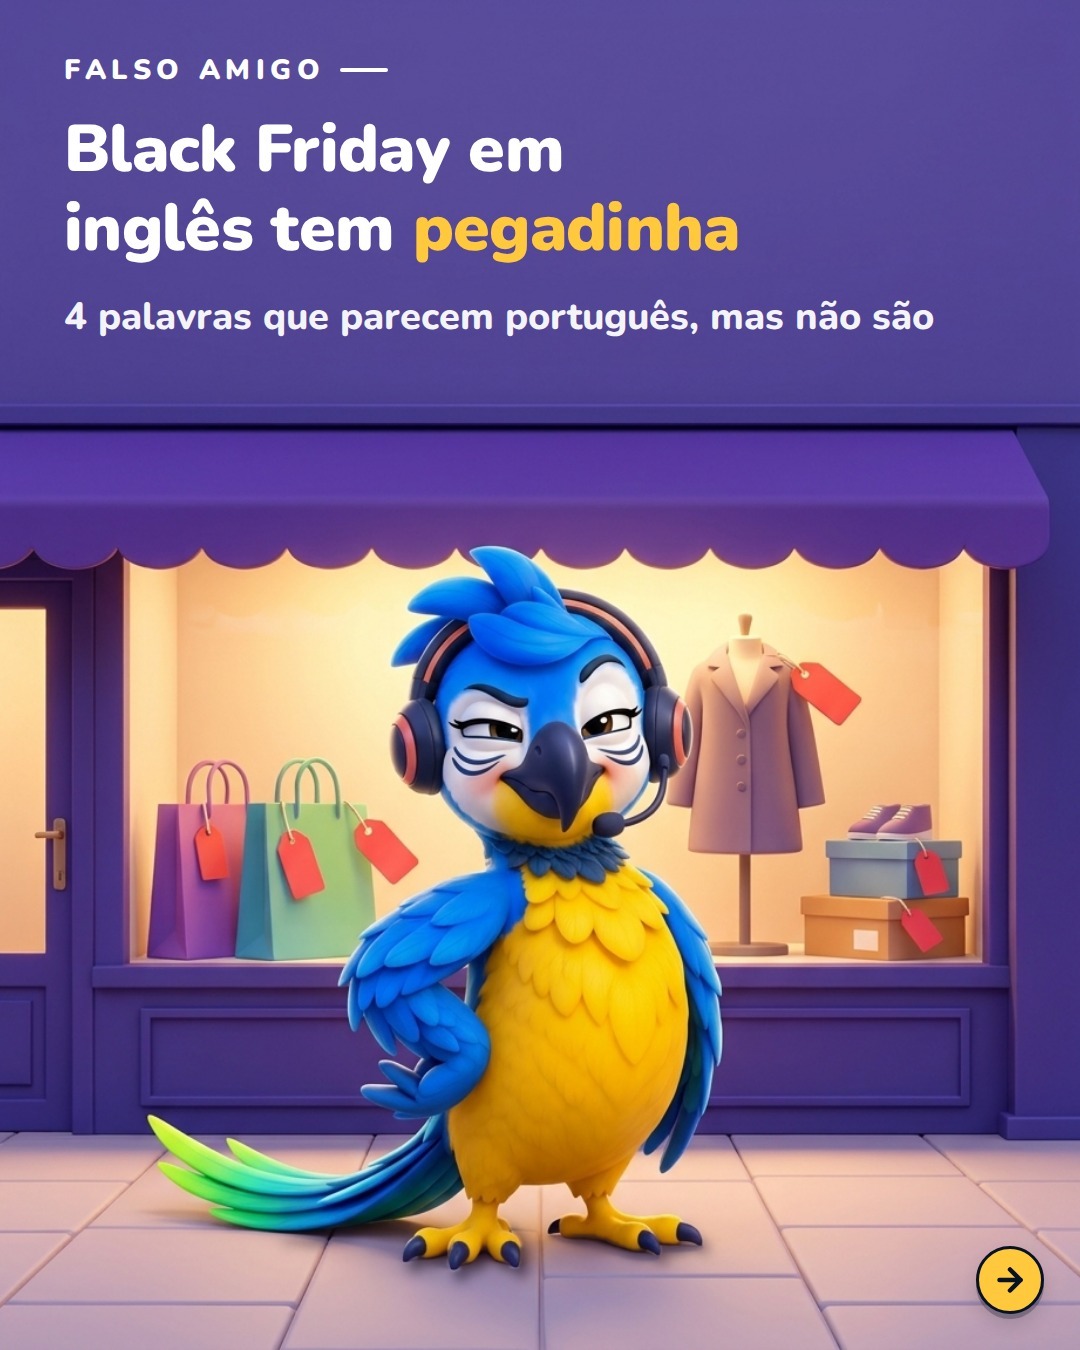 FALSO AMIGO
Black Friday em
inglês tem pegadinha
4 palavras que parecem português, mas não são